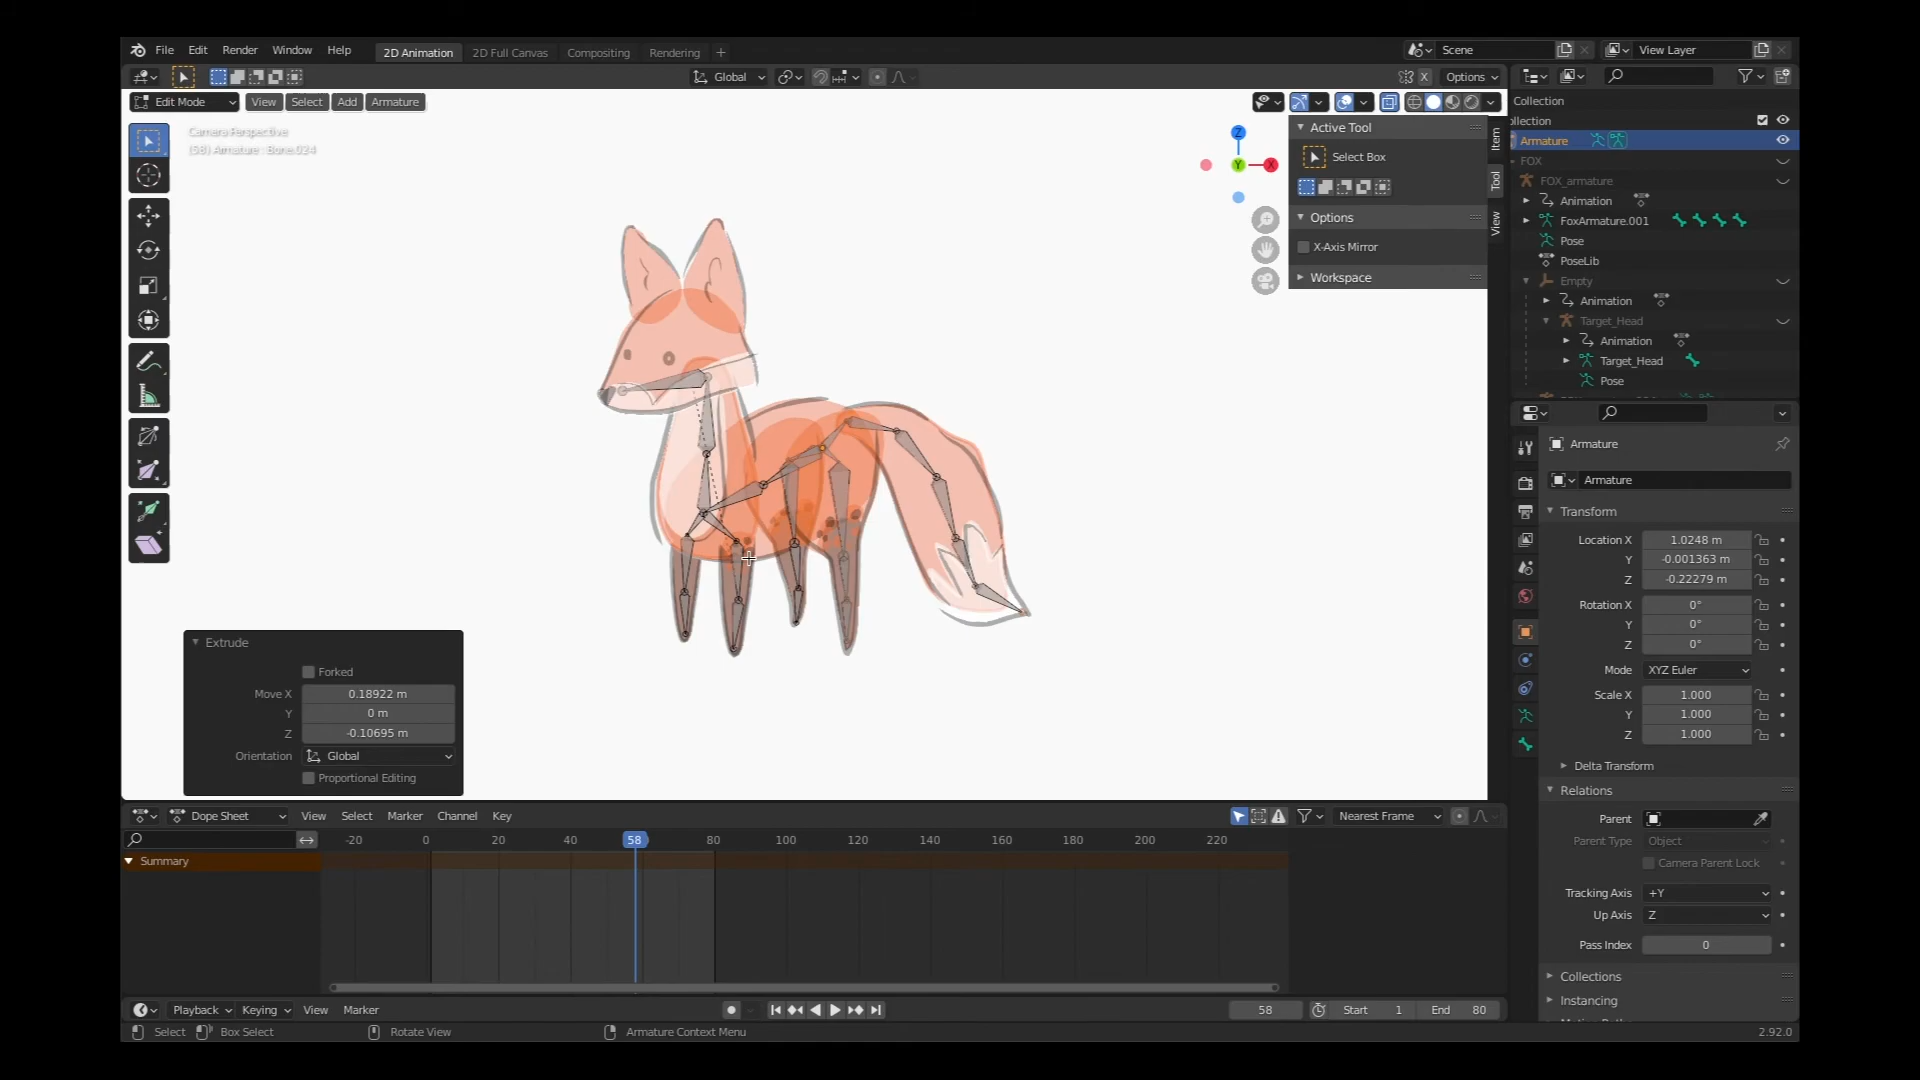 File Edit Render Window Help 2D Animation 2D Full Canvas Compositing Rendering + Scene View Layer
Global X Options
Edit Mode View Select Add Armature
Camera Perspective
(58) Armature : Bone.024
Z
Y
X
Active Tool
Select Box
Options
X-Axis Mirror
Workspace
Item
Tool
View
Collection
ollection
Armature
FOX
FOX_armature
Animation
FoxArmature.001
Pose
PoseLib
Empty
Animation
Target_Head
Animation
Target_Head
Pose
Armature
Armature
Transform
Location X 1.0248 m
Y -0.001363 m
Z -0.22279 m
Rotation X 0°
Y 0°
Z 0°
Mode XYZ Euler
Scale X 1.000
Y 1.000
Z 1.000
Delta Transform
Relations
Parent
Parent Type Object
Camera Parent Lock
Tracking Axis +Y
Up Axis Z
Pass Index 0
Collections
Instancing
Extrude
Forked
Move X 0.18922 m
Y 0 m
Z -0.10695 m
Orientation Global
Proportional Editing
Dope Sheet View Select Marker Channel Key Nearest Frame
-20 0 20 40 58 80 100 120 140 160 180 200 220
Summary
Playback Keying View Marker 58 Start 1 End 80
Select Box Select Rotate View Armature Context Menu 2.92.0